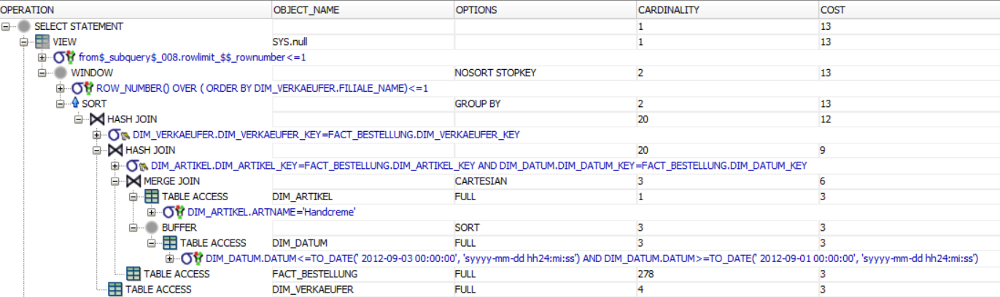 OPERATION OBJECT_NAME OPTIONS CARDINALITY COST
SELECT STATEMENT 1 13
VIEW SYS.null 1 13
from$_subquery$_008.rowlimit_$$_rownumber<=1
WINDOW NOSORT STOPKEY 2 13
ROW_NUMBER() OVER ( ORDER BY DIM_VERKAEUFER.FILIALE_NAME)<=1
SORT GROUP BY 2 13
HASH JOIN 20 12
DIM_VERKAEUFER.DIM_VERKAEUFER_KEY=FACT_BESTELLUNG.DIM_VERKAEUFER_KEY
HASH JOIN 20 9
DIM_ARTIKEL.DIM_ARTIKEL_KEY=FACT_BESTELLUNG.DIM_ARTIKEL_KEY AND DIM_DATUM.DIM_DATUM_KEY=FACT_BESTELLUNG.DIM_DATUM_KEY
MERGE JOIN CARTESIAN 3 6
TABLE ACCESS DIM_ARTIKEL FULL 1 3
DIM_ARTIKEL.ARTNAME='Handcreme'
BUFFER SORT 3 3
TABLE ACCESS DIM_DATUM FULL 3 3
DIM_DATUM.DATUM<=TO_DATE(' 2012-09-03 00:00:00', 'syyyy-mm-dd hh24:mi:ss') AND DIM_DATUM.DATUM>=TO_DATE(' 2012-09-01 00:00:00', 'syyyy-mm-dd hh24:mi:ss')
TABLE ACCESS FACT_BESTELLUNG FULL 278 3
TABLE ACCESS DIM_VERKAEUFER FULL 4 3